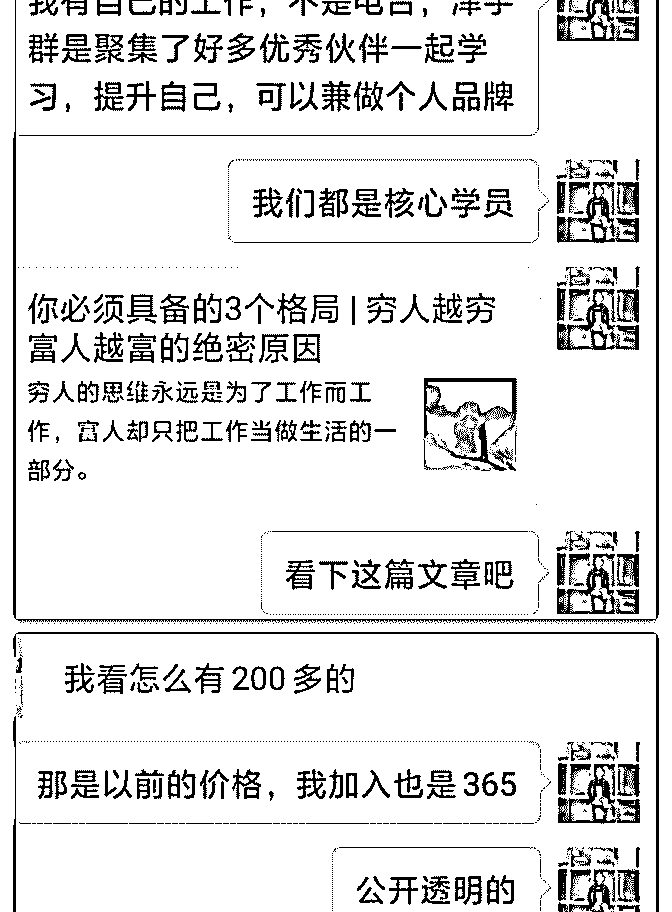 我有自己的工作，不是电台，泽宇
群是聚集了好多优秀伙伴一起学
习，提升自己，可以兼做个人品牌
我们都是核心学员
你必须具备的3个格局 | 穷人越穷
富人越富的绝密原因
穷人的思维永远是为了工作而工
作，富人却只把工作当做生活的一
部分。
看下这篇文章吧
我看怎么有200多的
那是以前的价格，我加入也是365
公开透明的